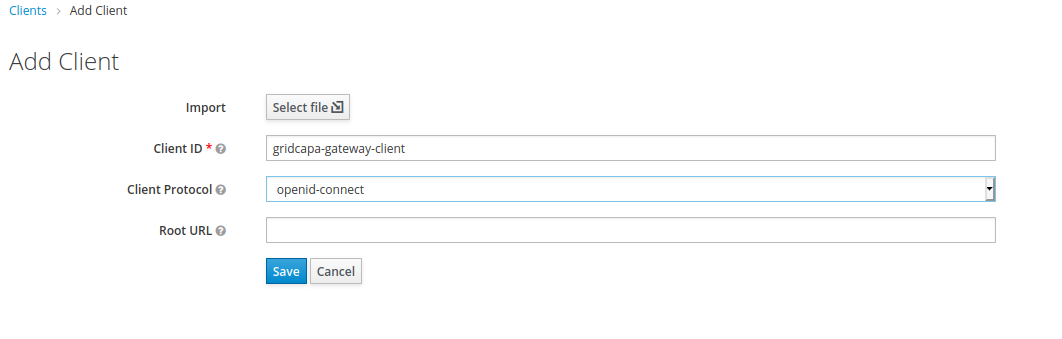 Clients > Add Client
Add Client
Import Select file
Client ID * gridcapa-gateway-client
Client Protocol openid-connect
Root URL
Save Cancel